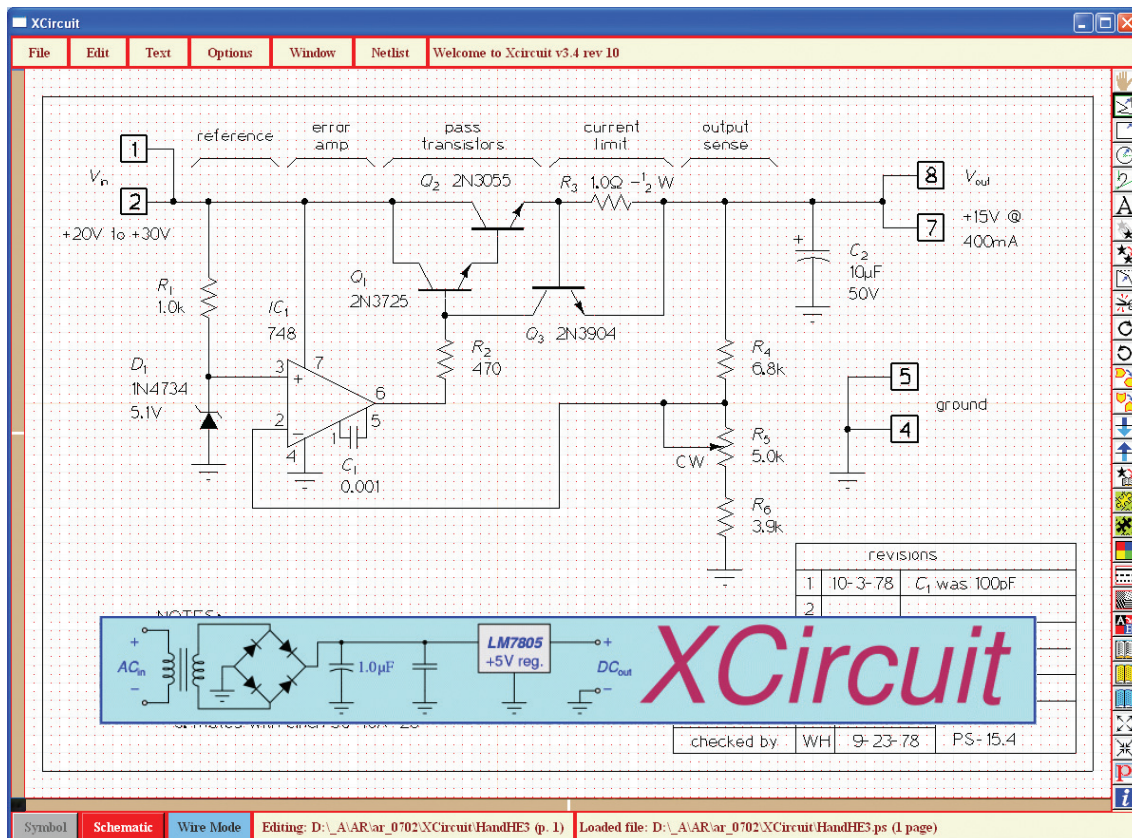 XCircuit
File Edit Text Options Window Netlist Welcome to Xcircuit v3.4 rev 10
reference
error amp
pass transistors
current limit
output sense
1
Vin
2
+20V to +30V
Q2 2N3055
R3 1.0Ω -½ W
8
Vout
7
+15V @ 400mA
+
C2
10µF
50V
R1
1.0k
Q1
2N3725
IC1
748
Q3 2N3904
R2
470
R4
6.8k
D1
1N4734
5.1V
3
+
7
6
2
−
4
1
5
C1
0.001
5
ground
4
R5
5.0k
CW
R6
3.9k
revisions
1 10-3-78 C1 was 100pF
2
+
ACin
−
1.0µF
LM7805
+5V reg.
+
DCout
−
XCircuit
checked by WH 9-23-78 PS-15.4
Symbol Schematic Wire Mode Editing: D:\_A\AR\ar_0702\XCircuit\HandHE3 (p. 1) Loaded file: D:\_A\AR\ar_0702\XCircuit\HandHE3.ps (1 page)